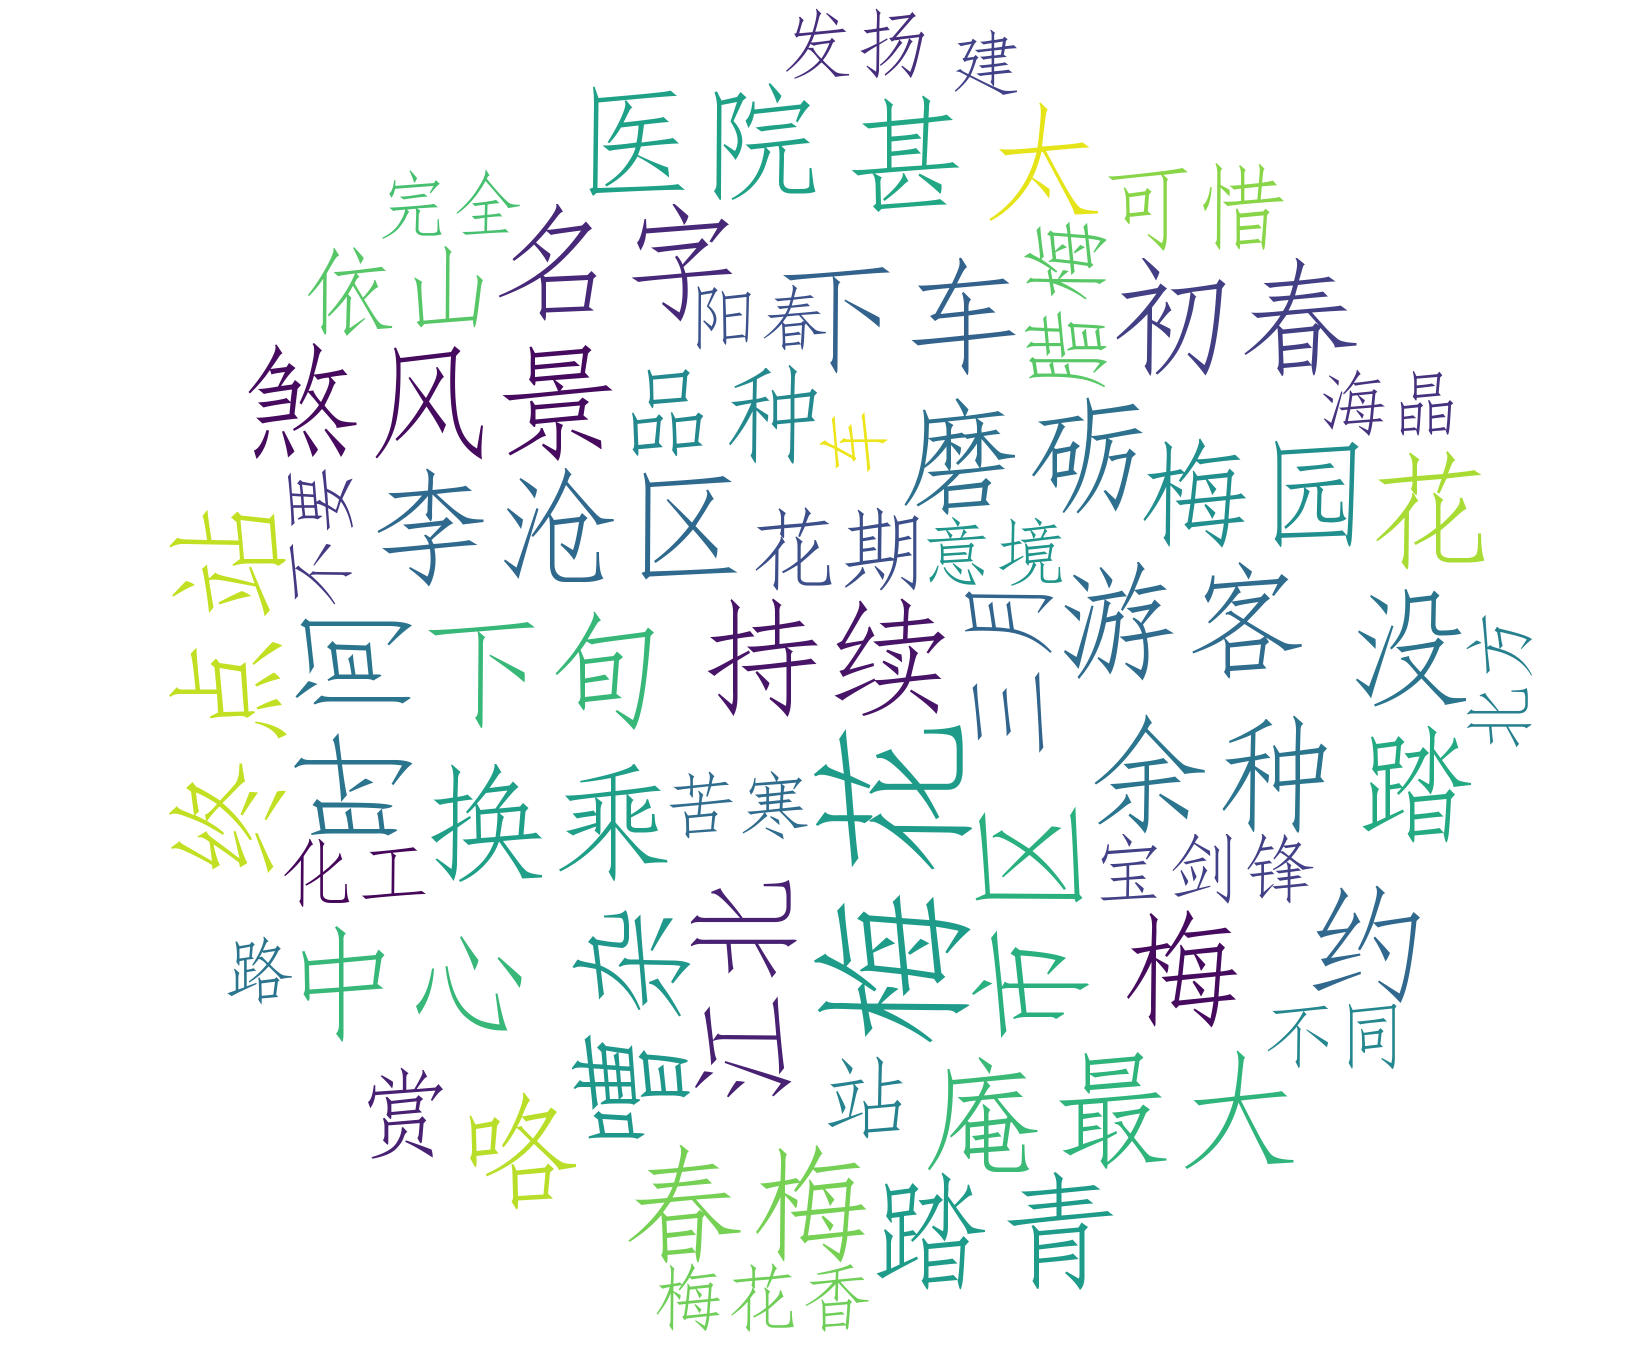 发扬
建
医院
甚
太
可惜
完全
名字
依山
阳春
下车
腊梅
初春
煞风景
品种
车
磨砺
海晶
梅园
花
不要
李沧区
花期
意境
终点站
时间
下旬
持续
三月
游客
没
北方
换乘
苦寒
梅花
市区
余种
踏
化工
宝剑锋
路
中心
嘈杂
江北
梅
约
不同
赏
咯
站
庵
最大
春梅
踏青
梅花香